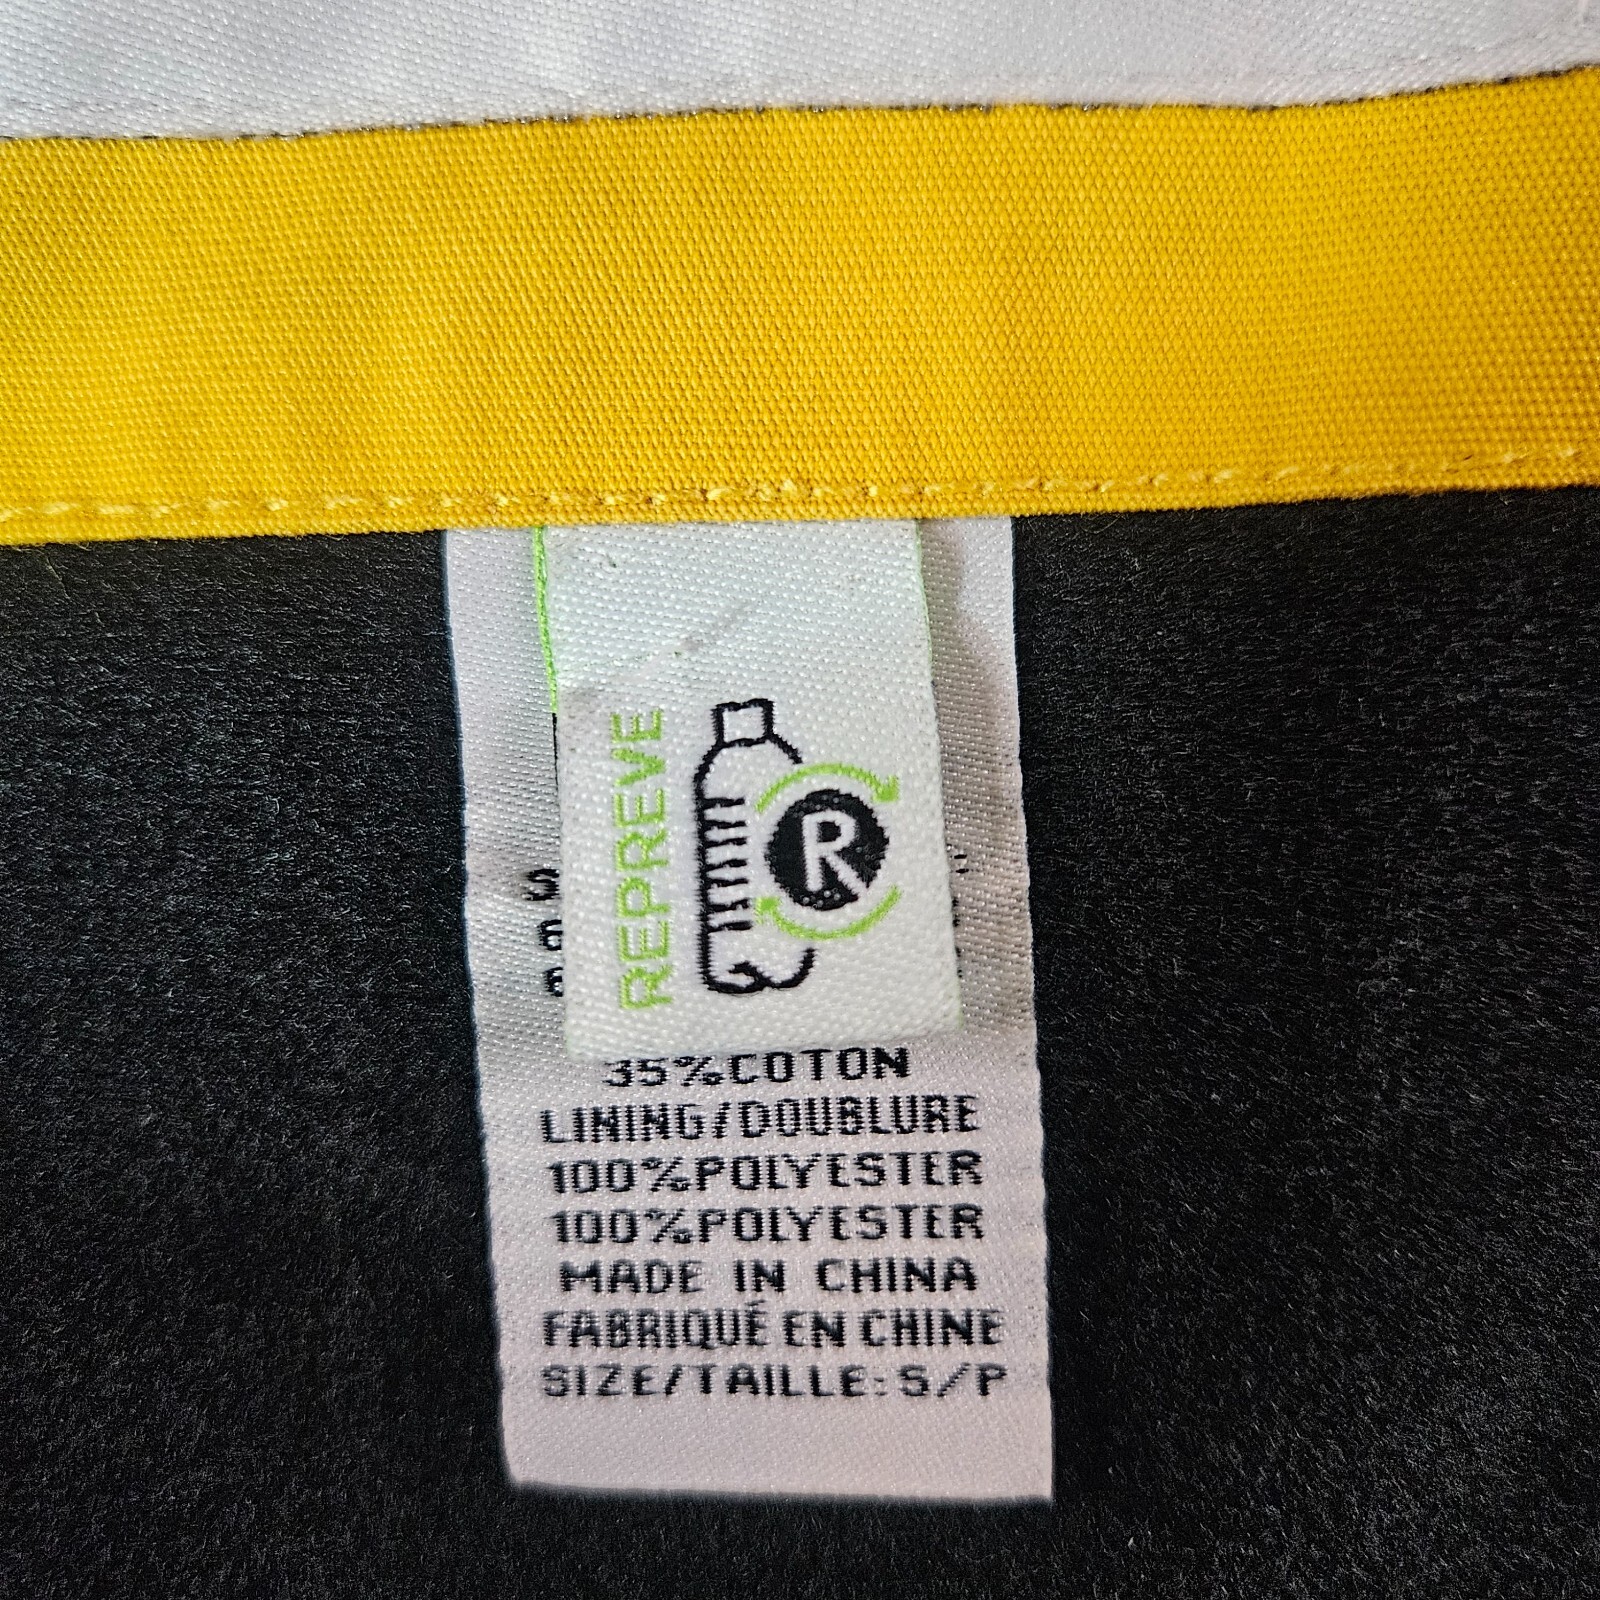 REPREVE
R
35%COTON
LINING/DOUBLURE
100%POLYESTER
100%POLYESTER
MADE IN CHINA
FABRIQUÉ EN CHINE
SIZE/TAILLE: S/P